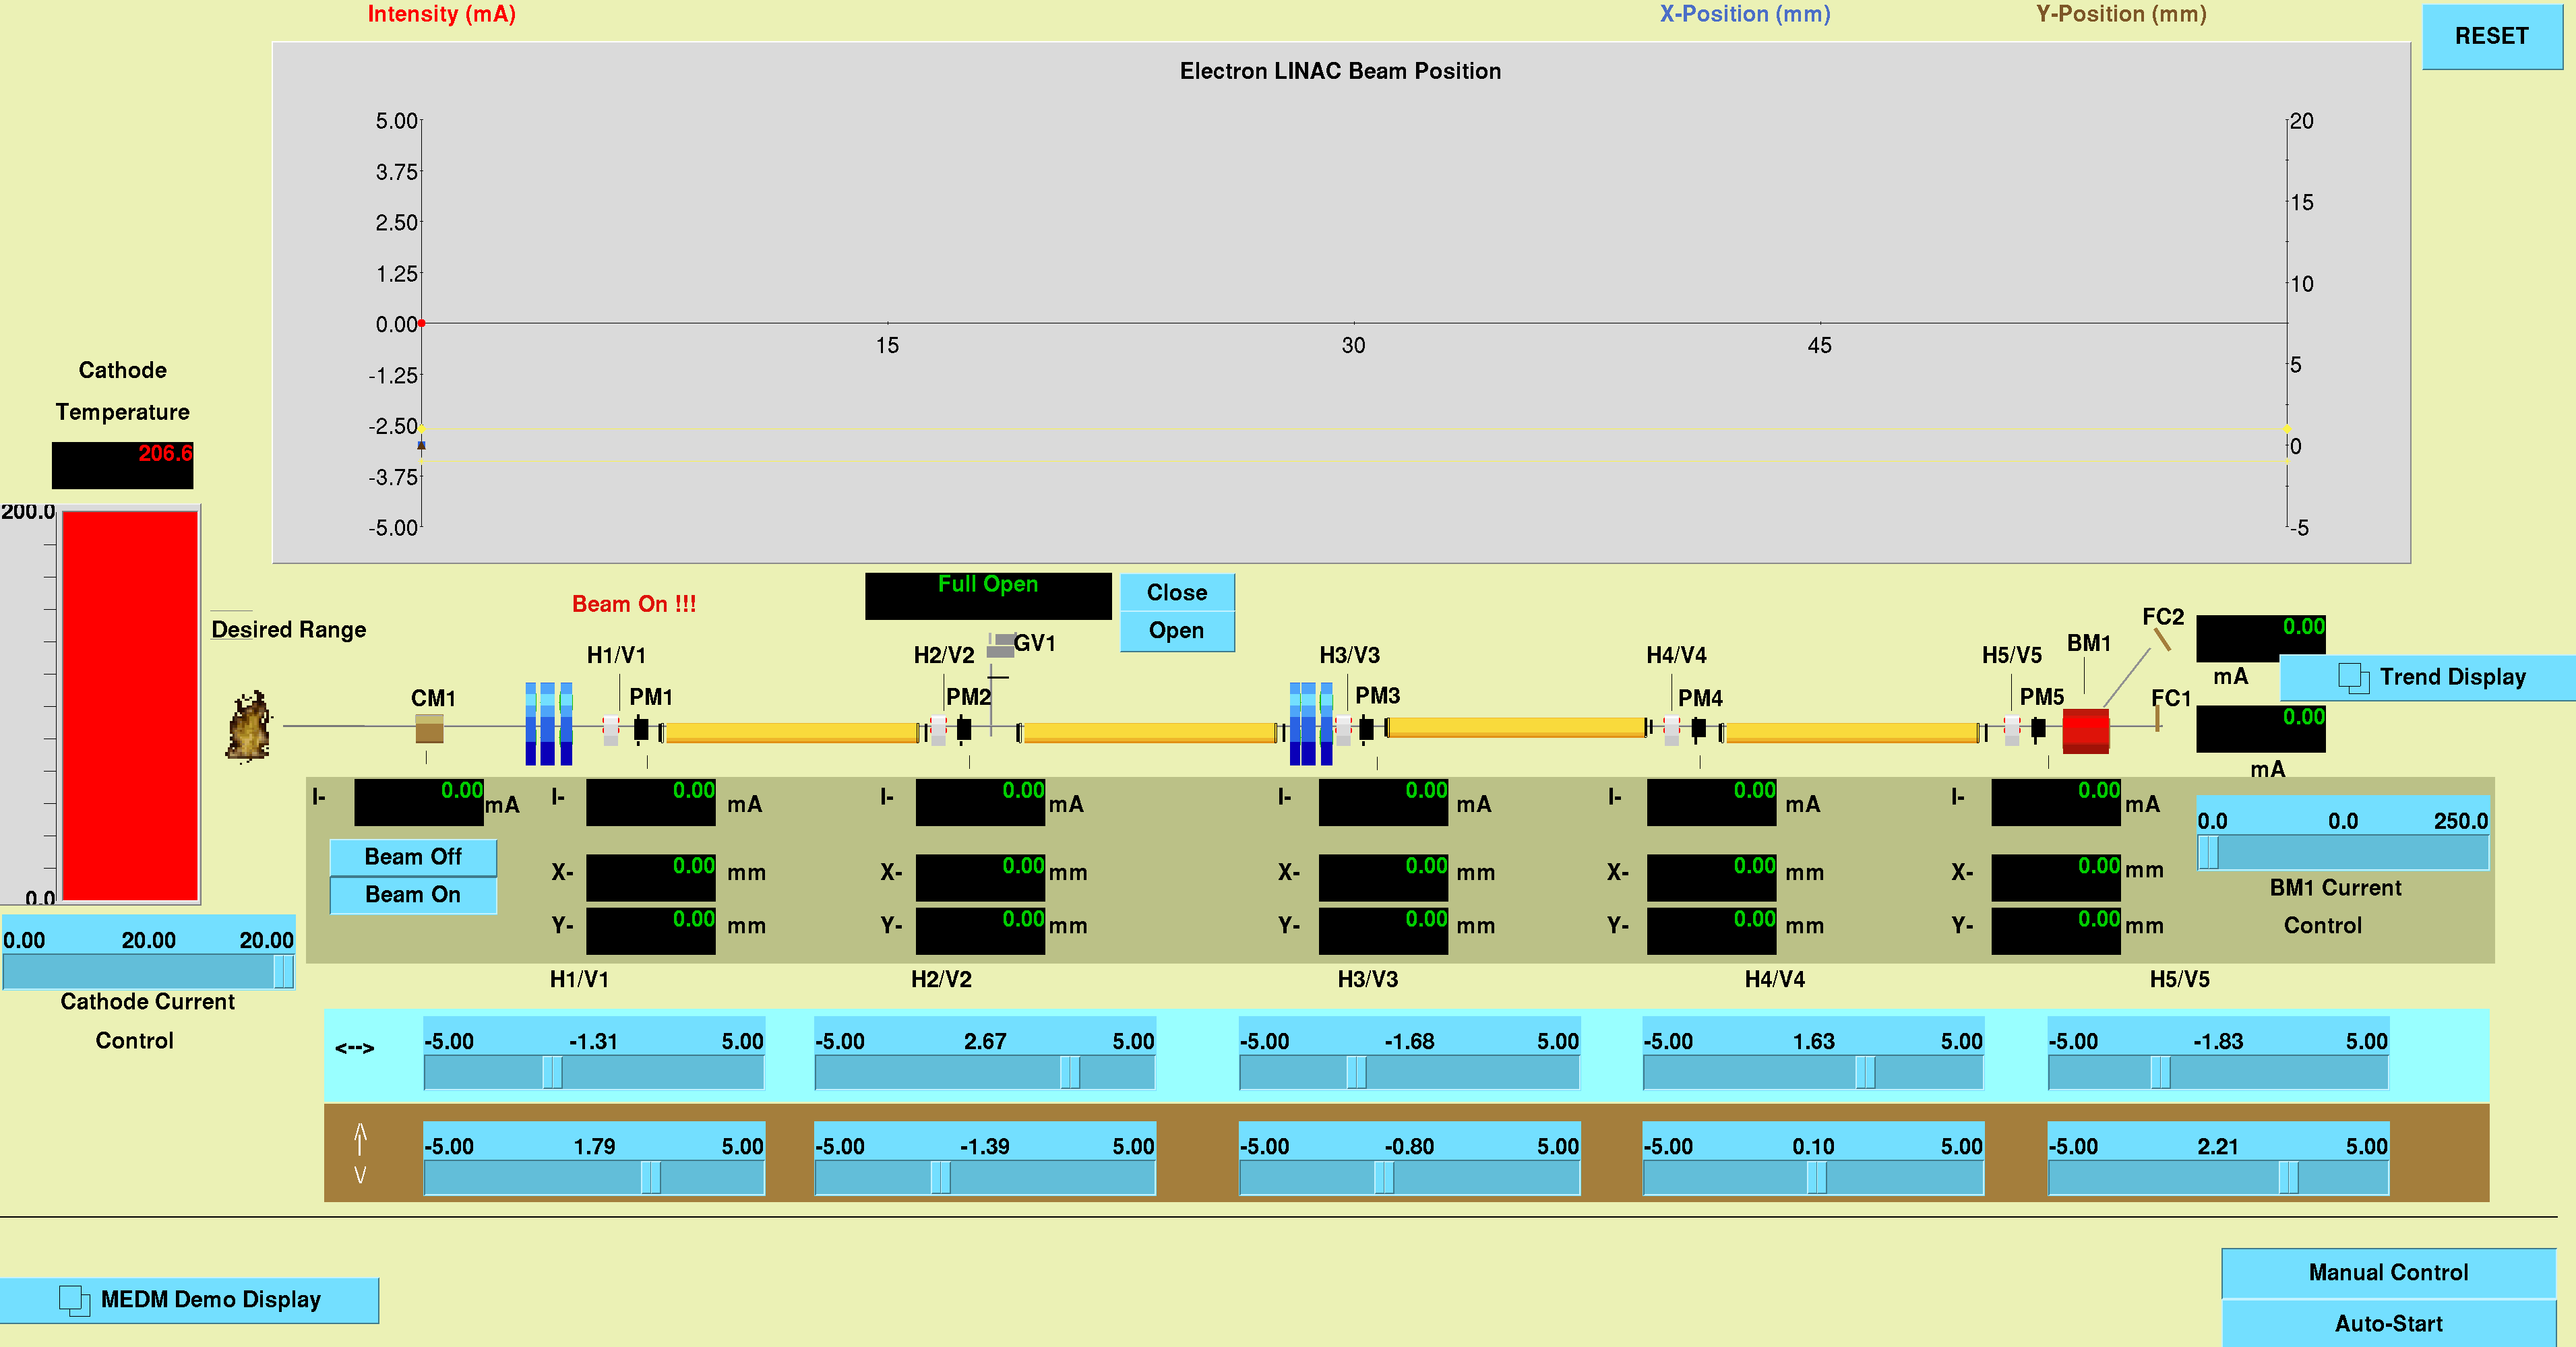 Intensity (mA) X-Position (mm) Y-Position (mm)
RESET
Electron LINAC Beam Position
5.00 20
3.75
15
2.50
1.25 10
0.00
15 30 45
-1.25 5
-2.50
0
-3.75
-5.00 -5
Cathode
Temperature
206.6
200.0
0.0
Desired Range
Beam On !!!
Full Open
Close
Open
GV1
FC2
0.00
mA
Trend Display
H1/V1 H2/V2 H3/V3 H4/V4 H5/V5 BM1
CM1 PM1 PM2 PM3 PM4 PM5 FC1
0.00
mA
I- 0.00 mA I- 0.00 mA I- 0.00 mA I- 0.00 mA I- 0.00 mA I- 0.00 mA
0.0 0.0 250.0
Beam Off
Beam On
X- 0.00 mm X- 0.00 mm X- 0.00 mm X- 0.00 mm X- 0.00 mm
BM1 Current
Control
Y- 0.00 mm Y- 0.00 mm Y- 0.00 mm Y- 0.00 mm Y- 0.00 mm
0.00 20.00 20.00
Cathode Current
Control
H1/V1 H2/V2 H3/V3 H4/V4 H5/V5
<--> -5.00 -1.31 5.00 -5.00 2.67 5.00 -5.00 -1.68 5.00 -5.00 1.63 5.00 -5.00 -1.83 5.00
-5.00 1.79 5.00 -5.00 -1.39 5.00 -5.00 -0.80 5.00 -5.00 0.10 5.00 -5.00 2.21 5.00
MEDM Demo Display
Manual Control
Auto-Start